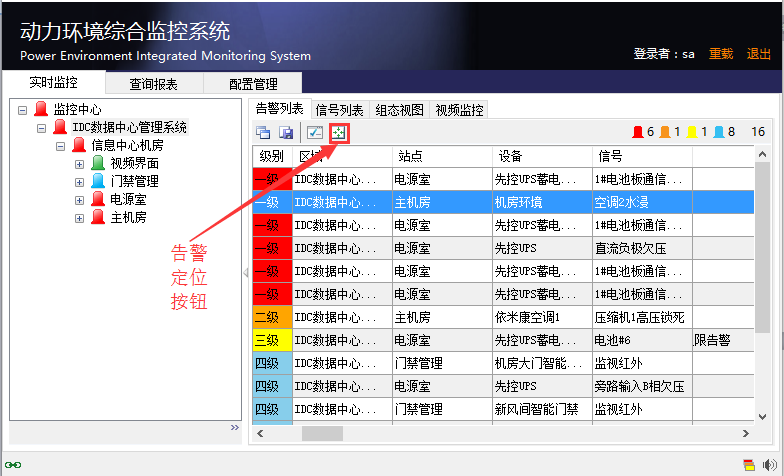 动力环境综合监控系统
Power Environment Integrated Monitoring System
登录者：sa 重载 退出
实时监控 查询报表 配置管理
监控中心
IDC数据中心管理系统
信息中心机房
视频界面
门禁管理
电源室
主机房
告警
定位
按钮
告警列表 信号列表 组态视图 视频监控
6 1 1 8 16
级别 区域 站点 设备 信号
一级 IDC数据中心... 电源室 先控UPS蓄电... 1#电池板通信...
一级 IDC数据中心... 主机房 机房环境 空调2水浸
一级 IDC数据中心... 电源室 先控UPS蓄电... 1#电池板通信...
一级 IDC数据中心... 电源室 先控UPS 直流负极欠压
一级 IDC数据中心... 电源室 先控UPS蓄电... 1#电池板通信...
一级 IDC数据中心... 电源室 先控UPS蓄电... 1#电池板通信...
二级 IDC数据中心... 主机房 依米康空调1 压缩机1高压锁死
三级 IDC数据中心... 电源室 先控UPS蓄电... 电池#6 限告警
四级 IDC数据中心... 门禁管理 机房大门智能... 监视红外
四级 IDC数据中心... 电源室 先控UPS 旁路输入B相欠压
四级 IDC数据中心... 门禁管理 新风间智能门禁 监视红外